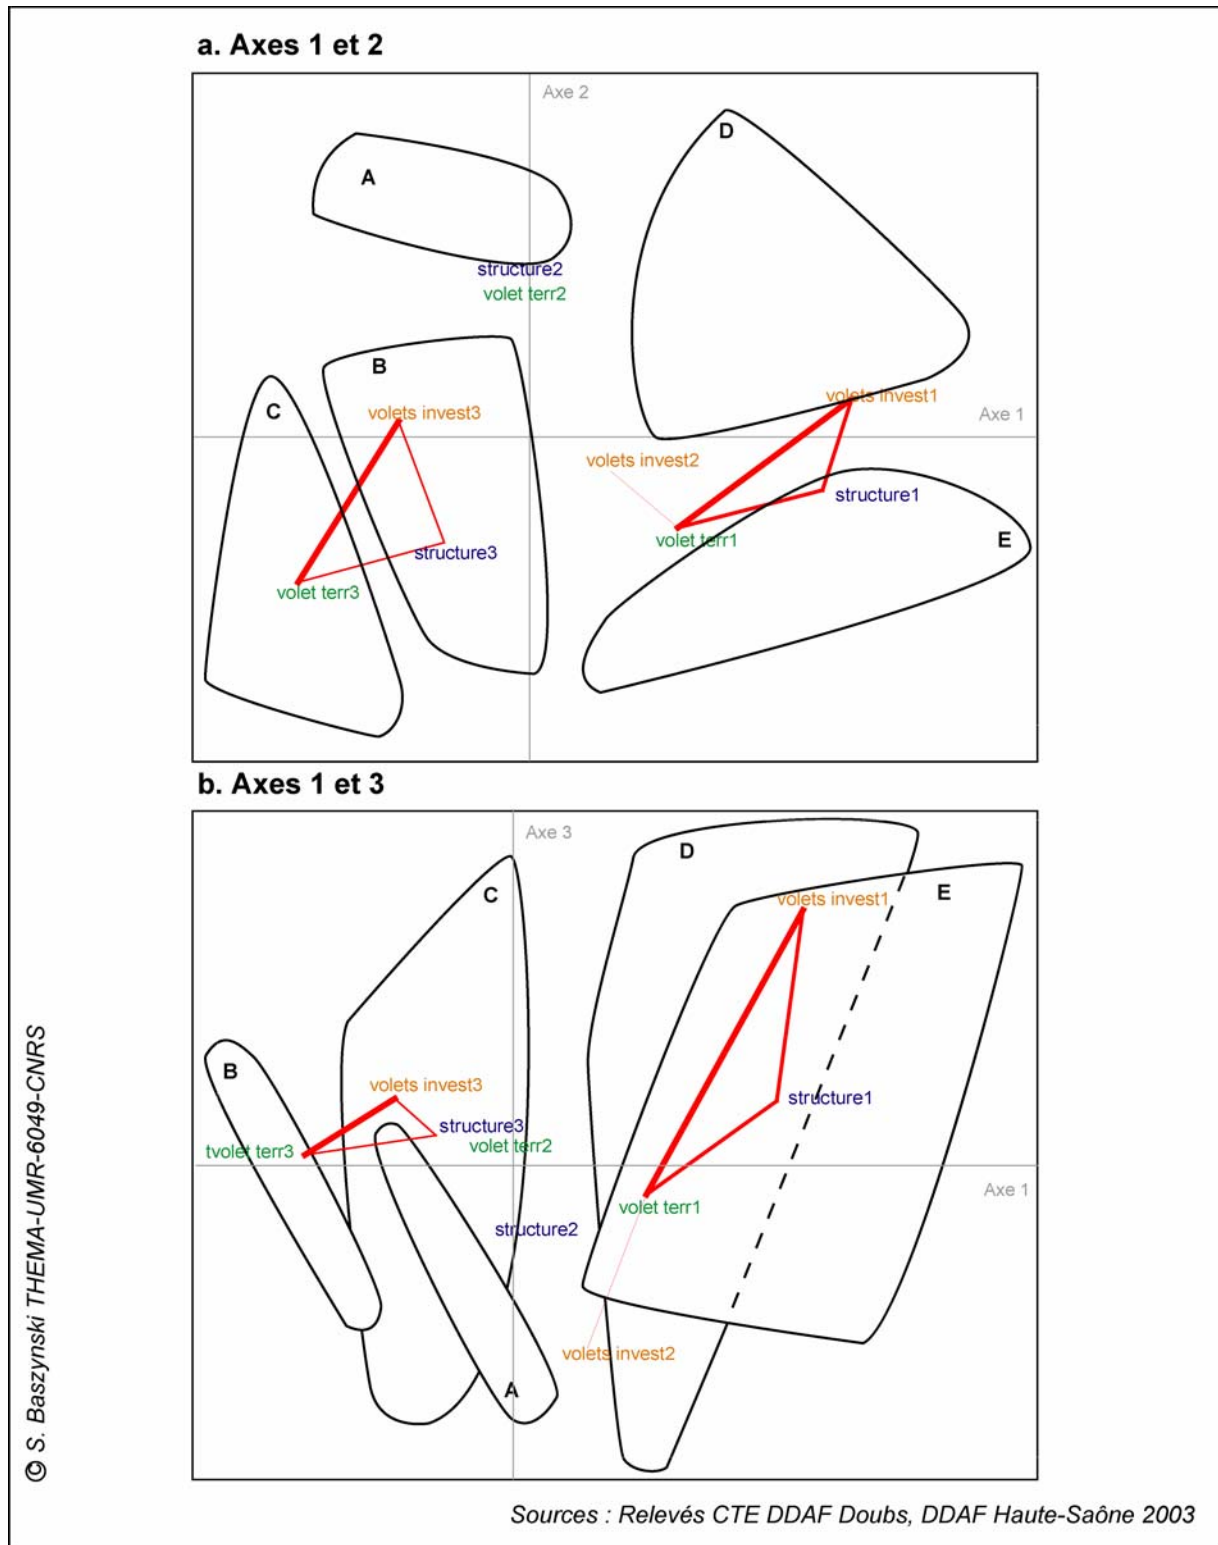 a. Axes 1 et 2
Axe 2
D
A
structure2
volet terr2
B
C
volets invest3
volets invest1
Axe 1
volets invest2
structure1
volet terr1
E
structure3
volet terr3
b. Axes 1 et 3
Axe 3
D
C
E
volets invest1
B
volets invest3
structure1
structure3
volet terr2
tvolet terr3
Axe 1
volet terr1
structure2
volets invest2
A
© S. Baszynski THEMA-UMR-6049-CNRS
Sources : Relevés CTE DDAF Doubs, DDAF Haute-Saône 2003